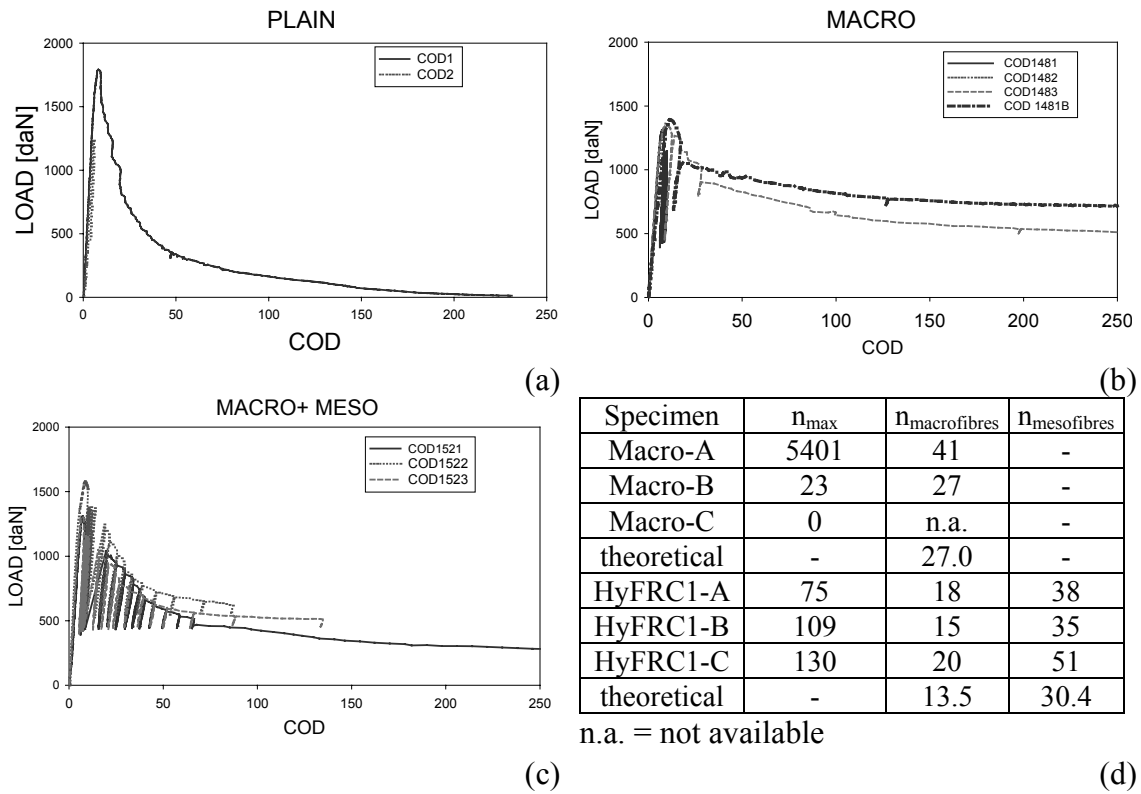 PLAIN
LOAD [daN]
2000
1500
1000
500
0
0 50 100 150 200 250
COD
COD1
COD2
(a)
MACRO
LOAD [daN]
2000
1500
1000
500
0
0 50 100 150 200 250
COD
COD1481
COD1482
COD1483
COD 1481B
(b)
MACRO+ MESO
LOAD [daN]
2000
1500
1000
500
0
0 50 100 150 200 250
COD
COD1521
COD1522
COD1523
(c)
Specimen nmax nmacrofibres nmesofibres
Macro-A 5401 41 -
Macro-B 23 27 -
Macro-C 0 n.a. -
theoretical - 27.0 -
HyFRC1-A 75 18 38
HyFRC1-B 109 15 35
HyFRC1-C 130 20 51
theoretical - 13.5 30.4
n.a. = not available
(d)